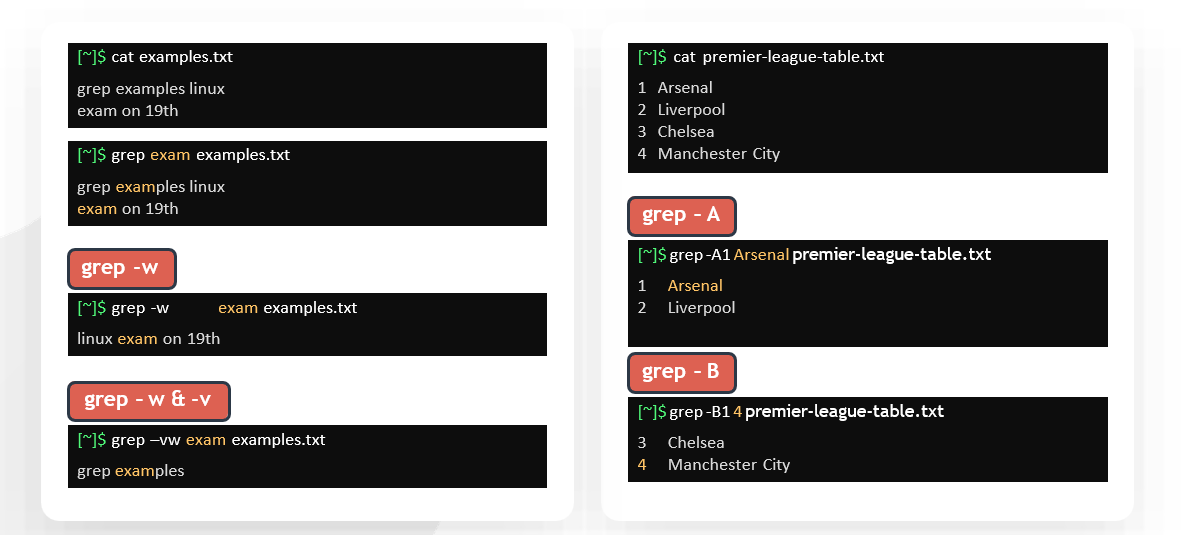 [~]$ cat examples.txt
grep examples linux
exam on 19th
[~]$ grep exam examples.txt
grep examples linux
exam on 19th
grep -w
[~]$ grep -w exam examples.txt
linux exam on 19th
grep - w & -v
[~]$ grep –vw exam examples.txt
grep examples
[~]$ cat premier-league-table.txt
1 Arsenal
2 Liverpool
3 Chelsea
4 Manchester City
grep - A
[~]$ grep -A1 Arsenal premier-league-table.txt
1 Arsenal
2 Liverpool
grep - B
[~]$ grep -B1 4 premier-league-table.txt
3 Chelsea
4 Manchester City